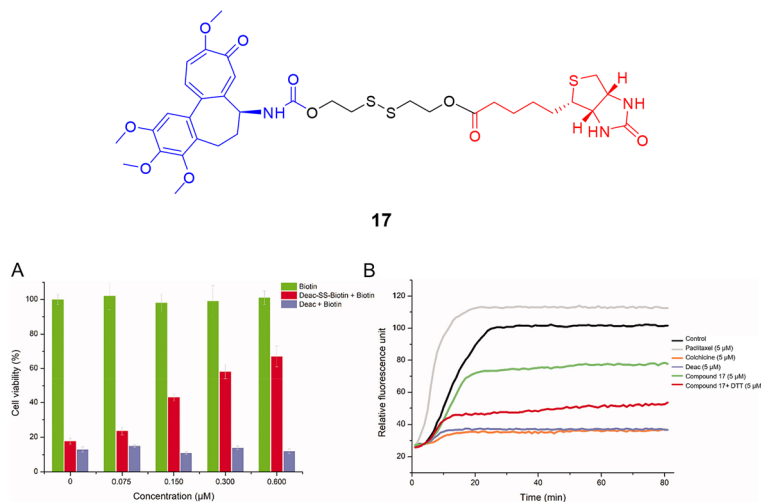 O
O
O
NH
O
O
S
S
O
O
S
H
H
NH
HN
O
O
O
O
17
A
Biotin
Deac-SS-Biotin + Biotin
Deac + Biotin
Cell viability (%)
100
80
60
40
20
0
0
0.075
0.150
0.300
0.600
Concentration (μM)
B
Relative fluorescence unit
120
100
80
60
40
20
0
20
40
60
80
Time (min)
Control
Paclitaxel (5 μM)
Colchicine (5 μM)
Deac (5 μM)
Compound 17 (5 μM)
Compound 17+ DTT (5 μM